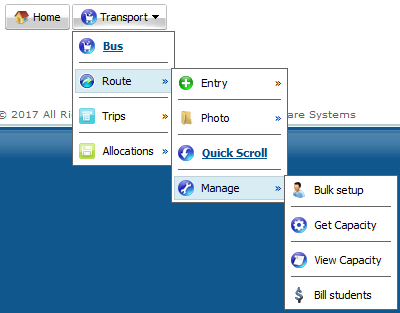 Home
Transport
Bus
Route »
Entry »
© 2017 All Ri
Trips »
Photo »
are Systems
Allocations »
Quick Scroll
Manage »
Bulk setup
Get Capacity
View Capacity
Bill students